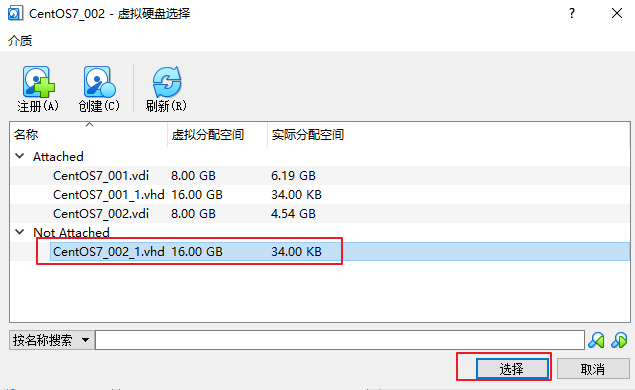 CentOS7_002 - 虚拟硬盘选择
介质
注册(A) 创建(C) 刷新(R)
名称 虚拟分配空间 实际分配空间
Attached
CentOS7_001.vdi 8.00 GB 6.19 GB
CentOS7_001_1.vhd 16.00 GB 34.00 KB
CentOS7_002.vdi 8.00 GB 4.54 GB
Not Attached
CentOS7_002_1.vhd 16.00 GB 34.00 KB
按名称搜索
选择 取消